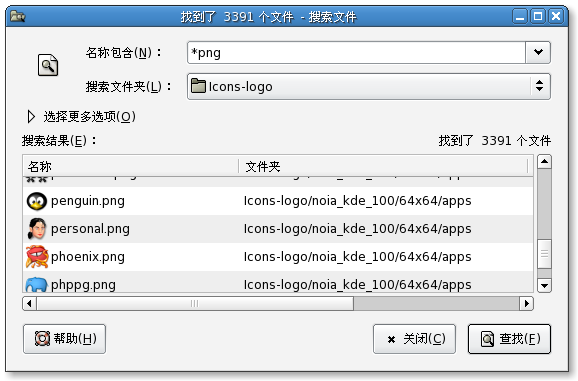 找到了 3391 个文件 - 搜索文件
名称包含(N)：
*png
搜索文件夹(L)：
Icons-logo
选择更多选项(O)
搜索结果(E)：
找到了 3391 个文件
名称 文件夹
penguin.png Icons-logo/noia_kde_100/64x64/apps
personal.png Icons-logo/noia_kde_100/64x64/apps
phoenix.png Icons-logo/noia_kde_100/64x64/apps
phppg.png Icons-logo/noia_kde_100/64x64/apps
帮助(H) 关闭(C) 查找(F)